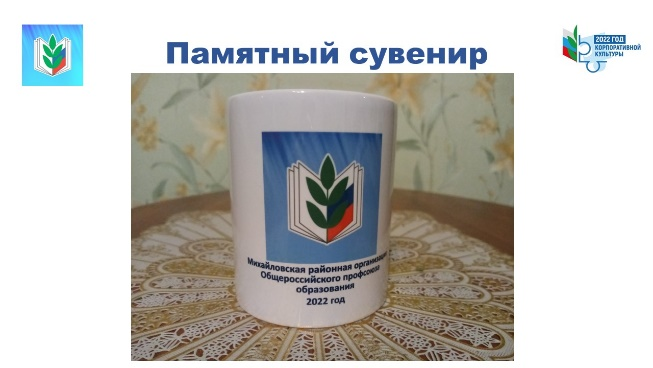 Памятный сувенир
2022 ГОД
КОРПОРАТИВНОЙ
КУЛЬТУРЫ
Михайловская районная организация
Общероссийского профсоюза
образования
2022 год